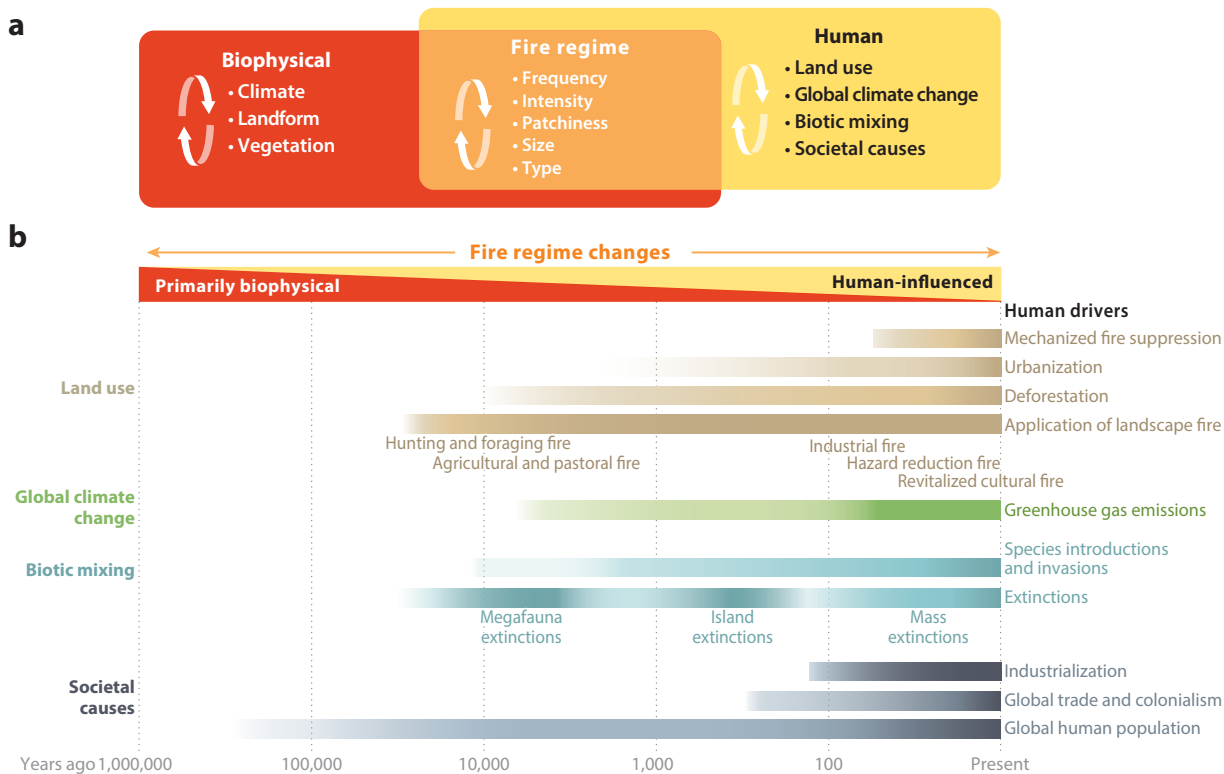 a
Biophysical
• Climate
• Landform
• Vegetation
Fire regime
• Frequency
• Intensity
• Patchiness
• Size
• Type
Human
• Land use
• Global climate change
• Biotic mixing
• Societal causes
b
Fire regime changes
Primarily biophysical
Human-influenced
Human drivers
Land use
Mechanized fire suppression
Urbanization
Deforestation
Application of landscape fire
Hunting and foraging fire
Agricultural and pastoral fire
Industrial fire
Hazard reduction fire
Revitalized cultural fire
Global climate
change
Greenhouse gas emissions
Biotic mixing
Species introductions
and invasions
Extinctions
Megafauna
extinctions
Island
extinctions
Mass
extinctions
Societal
causes
Industrialization
Global trade and colonialism
Global human population
Years ago 1,000,000 100,000 10,000 1,000 100 Present